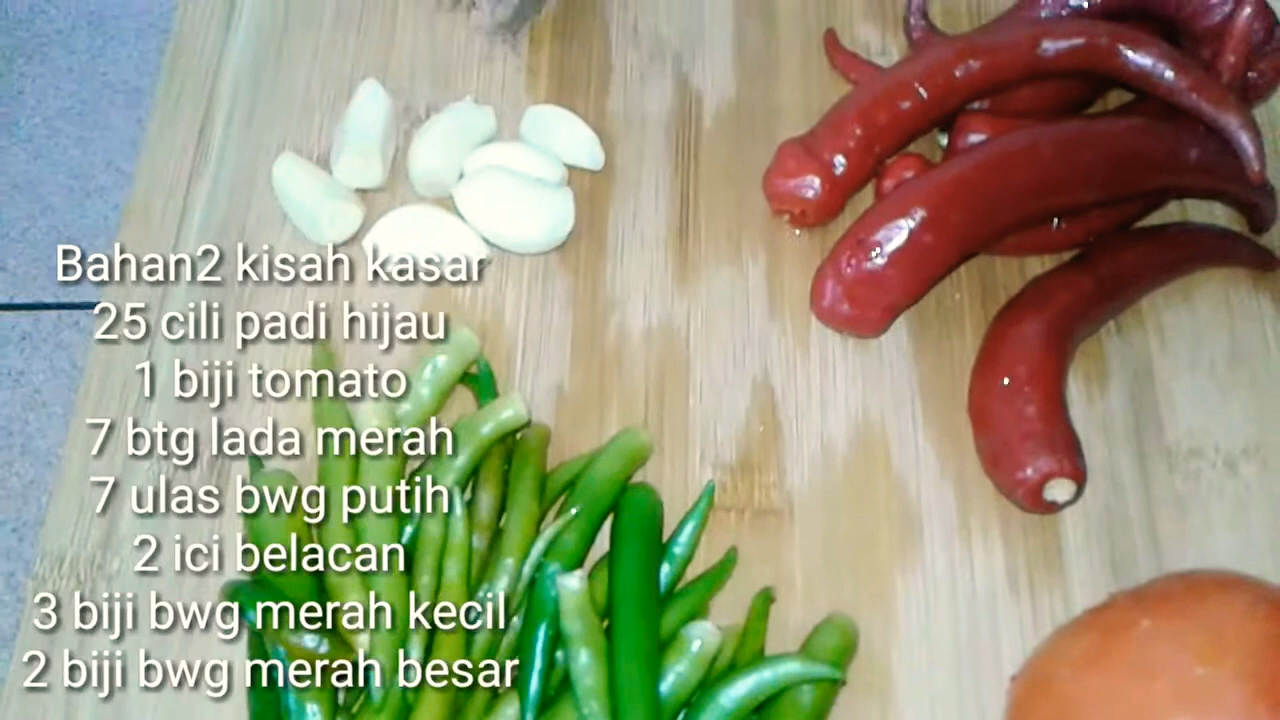 Bahan2 kisah kasar
25 cili padi hijau
1 biji tomato
7 btg lada merah
7 ulas bwg putih
2 ici belacan
3 biji bwg merah kecil
2 biji bwg merah besar